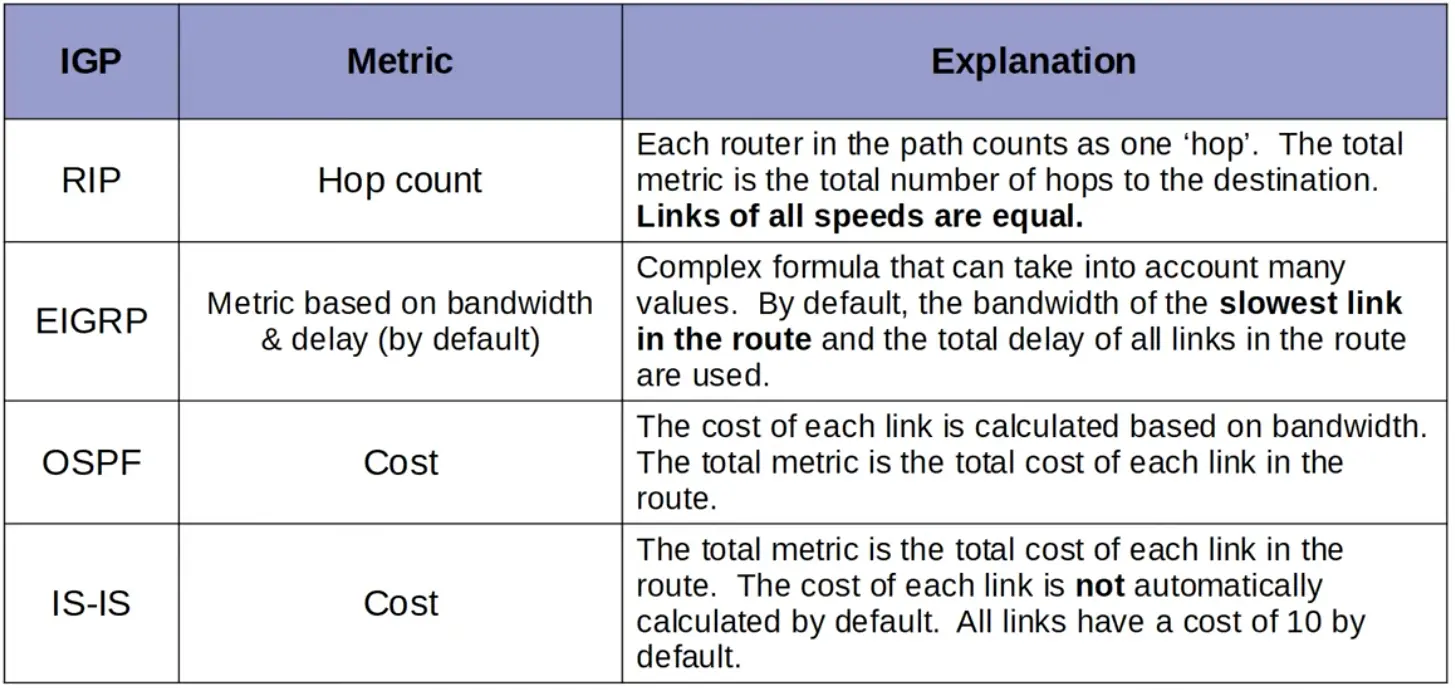 IGP
Metric
Explanation
RIP
Hop count
Each router in the path counts as one ‘hop’.  The total
metric is the total number of hops to the destination.
Links of all speeds are equal.
EIGRP
Metric based on bandwidth
& delay (by default)
Complex formula that can take into account many
values.  By default, the bandwidth of the slowest link
in the route and the total delay of all links in the route
are used.
OSPF
Cost
The cost of each link is calculated based on bandwidth.
The total metric is the total cost of each link in the
route.
IS-IS
Cost
The total metric is the total cost of each link in the
route.  The cost of each link is not automatically
calculated by default.  All links have a cost of 10 by
default.